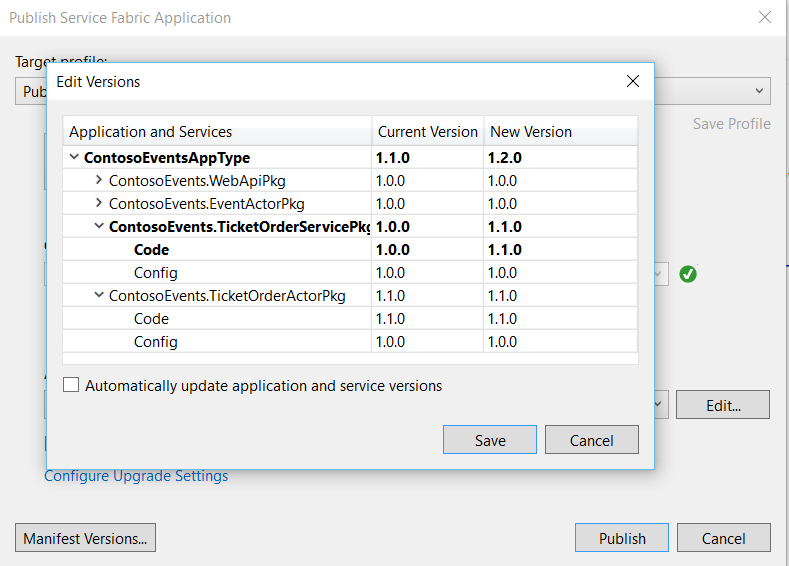 Publish Service Fabric Application
Target profile:
Pub
Edit Versions
Save Profile
Application and Services Current Version New Version
ContosoEventsAppType 1.1.0 1.2.0
ContosoEvents.WebApiPkg 1.0.0 1.0.0
ContosoEvents.EventActorPkg 1.0.0 1.0.0
ContosoEvents.TicketOrderServicePkg 1.0.0 1.1.0
Code 1.0.0 1.1.0
Config 1.0.0 1.0.0
ContosoEvents.TicketOrderActorPkg 1.1.0 1.1.0
Code 1.1.0 1.1.0
Config 1.0.0 1.0.0
Automatically update application and service versions
Edit...
Save Cancel
Configure Upgrade Settings
Manifest Versions... Publish Cancel